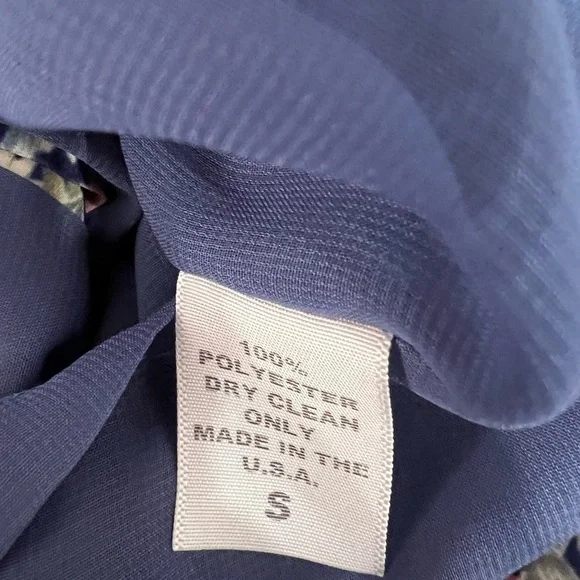 100%
POLYESTER
DRY CLEAN
ONLY
MADE IN THE
U.S.A.
S